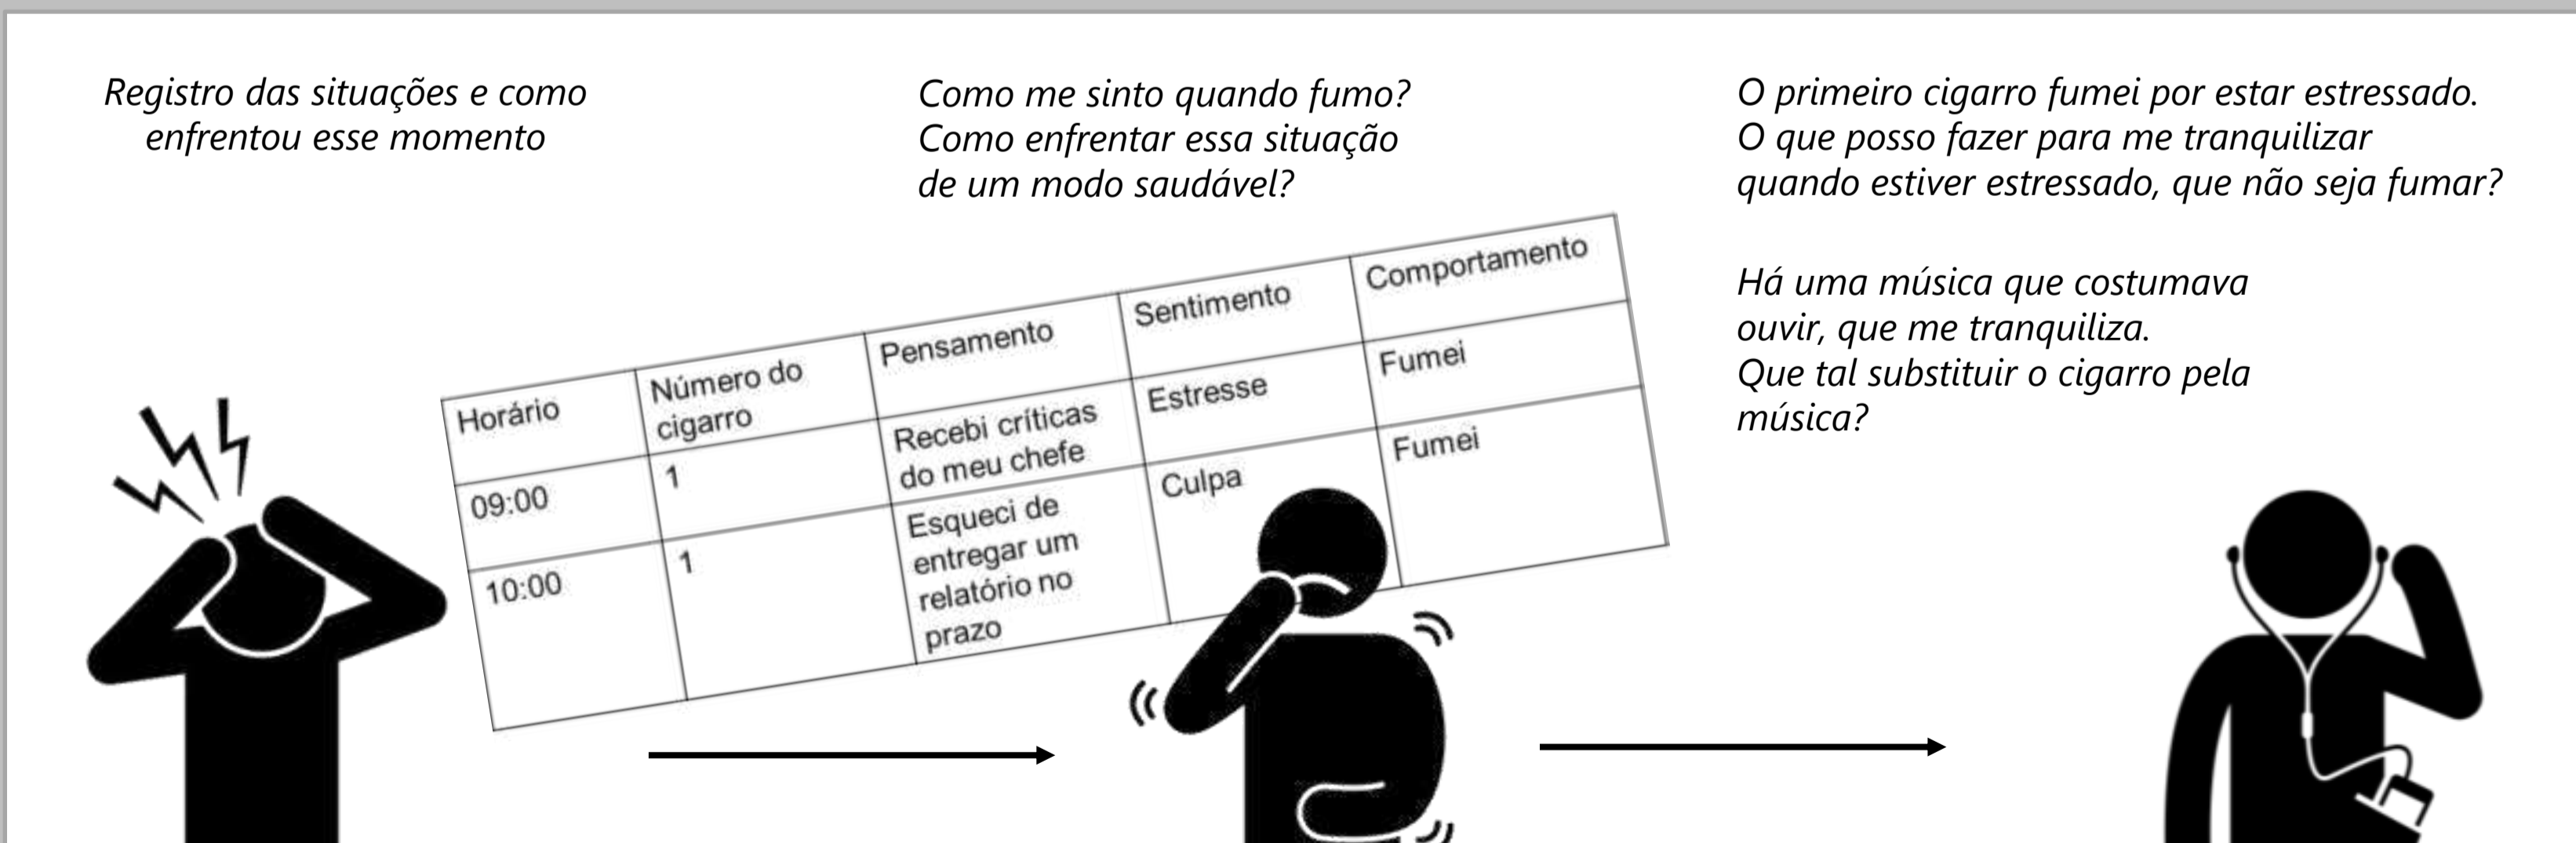 Registro das situações e como
enfrentou esse momento
Como me sinto quando fumo?
Como enfrentar essa situação
de um modo saudável?
O primeiro cigarro fumei por estar estressado.
O que posso fazer para me tranquilizar
quando estiver estressado, que não seja fumar?
Há uma música que costumava
ouvir, que me tranquiliza.
Que tal substituir o cigarro pela
música?
Horário
Número do
cigarro
Pensamento
Sentimento
Comportamento
09:00
1
Recebi críticas
do meu chefe
Estresse
Fumei
10:00
1
Esqueci de
entregar um
relatório no
prazo
Culpa
Fumei